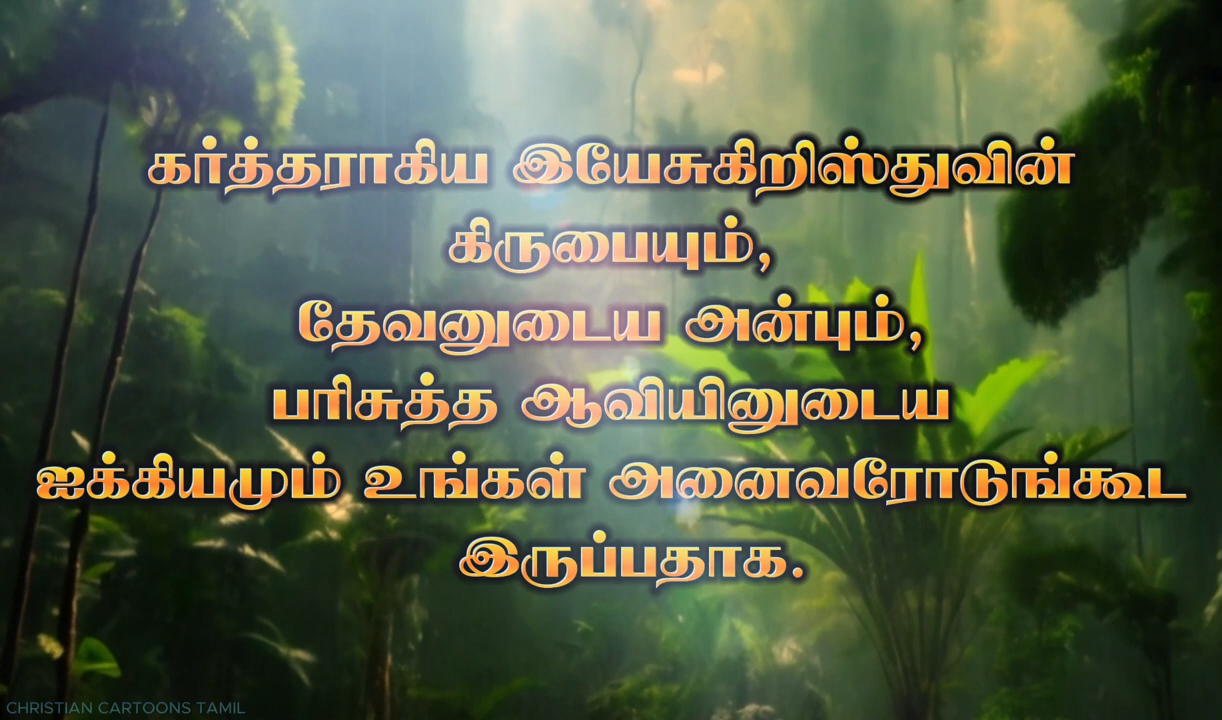 கர்த்தராகிய இயேசுகிறிஸ்துவின்
கிருபையும்,
தேவனுடைய அன்பும்,
பரிசுத்த ஆவியினுடைய
ஐக்கியமும் உங்கள் அனைவரோடுங்கூட
இருப்பதாக.
CHRISTIAN CARTOONS TAMIL